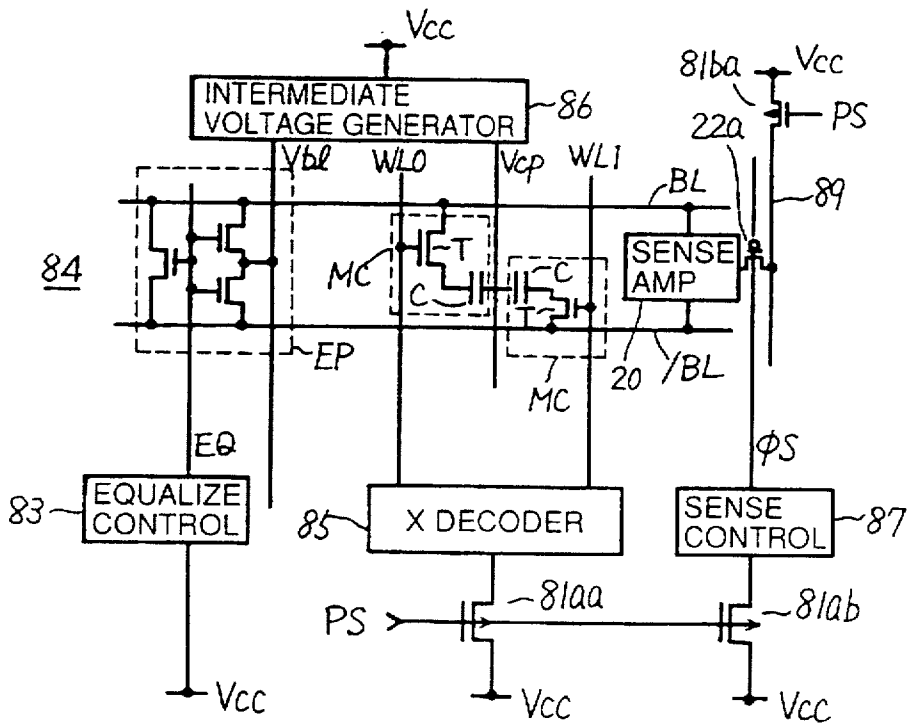 Vcc
81ba
Vcc
INTERMEDIATE
VOLTAGE GENERATOR
86
PS
22a
Vbl
WL0
Vcp
WL1
BL
89
84
MC
T
C
C
T
SENSE
AMP
EP
MC
20
/BL
EQ
φS
83
EQUALIZE
CONTROL
85
X DECODER
SENSE
CONTROL
87
PS
81aa
81ab
Vcc
Vcc
Vcc